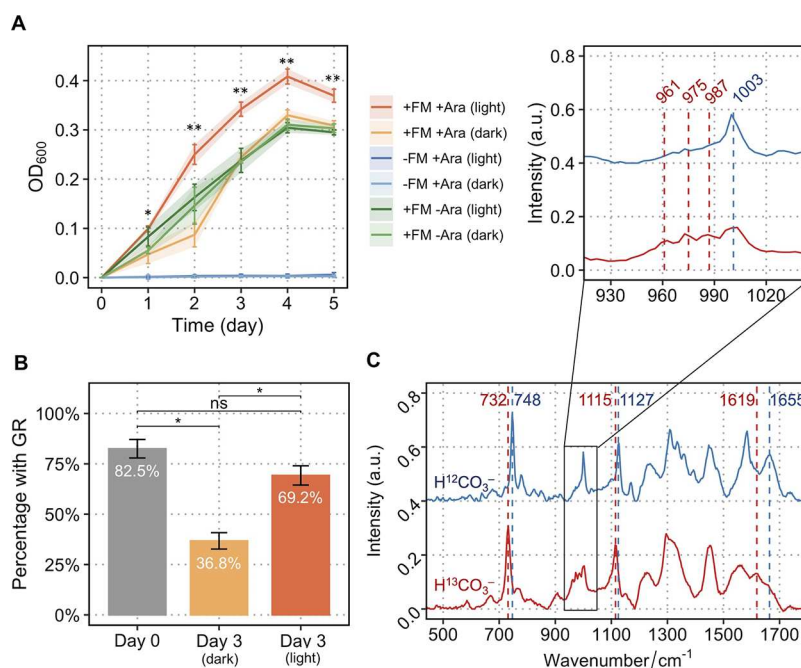 A
OD600
0.4
0.3
0.2
0.1
0.0
*
**
**
**
**
0 1 2 3 4 5
Time (day)
+FM +Ara (light)
+FM +Ara (dark)
-FM +Ara (light)
-FM +Ara (dark)
+FM -Ara (light)
+FM -Ara (dark)
Intensity (a.u.)
0.8
0.6
0.4
0.2
0.0
961 975 987 1003
930 960 990 1020
B
Percentage with GR
100%
75%
50%
25%
0%
*
ns
*
82.5%
36.8%
69.2%
Day 0 Day 3 Day 3
(dark) (light)
C
Intensity (a.u.)
0.8
0.6
0.4
0.2
0.0
732 748 1115 1127 1619 1655
H¹²CO₃⁻
H¹³CO₃⁻
500 700 900 1100 1300 1500 1700
Wavenumber/cm⁻¹